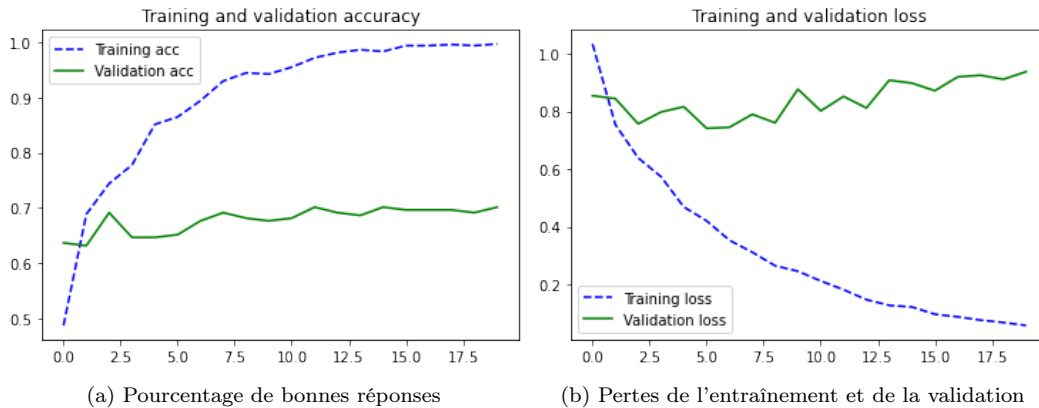 Training and validation accuracy
1.0
0.9
0.8
0.7
0.6
0.5
Training acc
Validation acc
0.0 2.5 5.0 7.5 10.0 12.5 15.0 17.5
(a) Pourcentage de bonnes réponses
Training and validation loss
1.0
0.8
0.6
0.4
0.2
Training loss
Validation loss
0.0 2.5 5.0 7.5 10.0 12.5 15.0 17.5
(b) Pertes de l'entraînement et de la validation